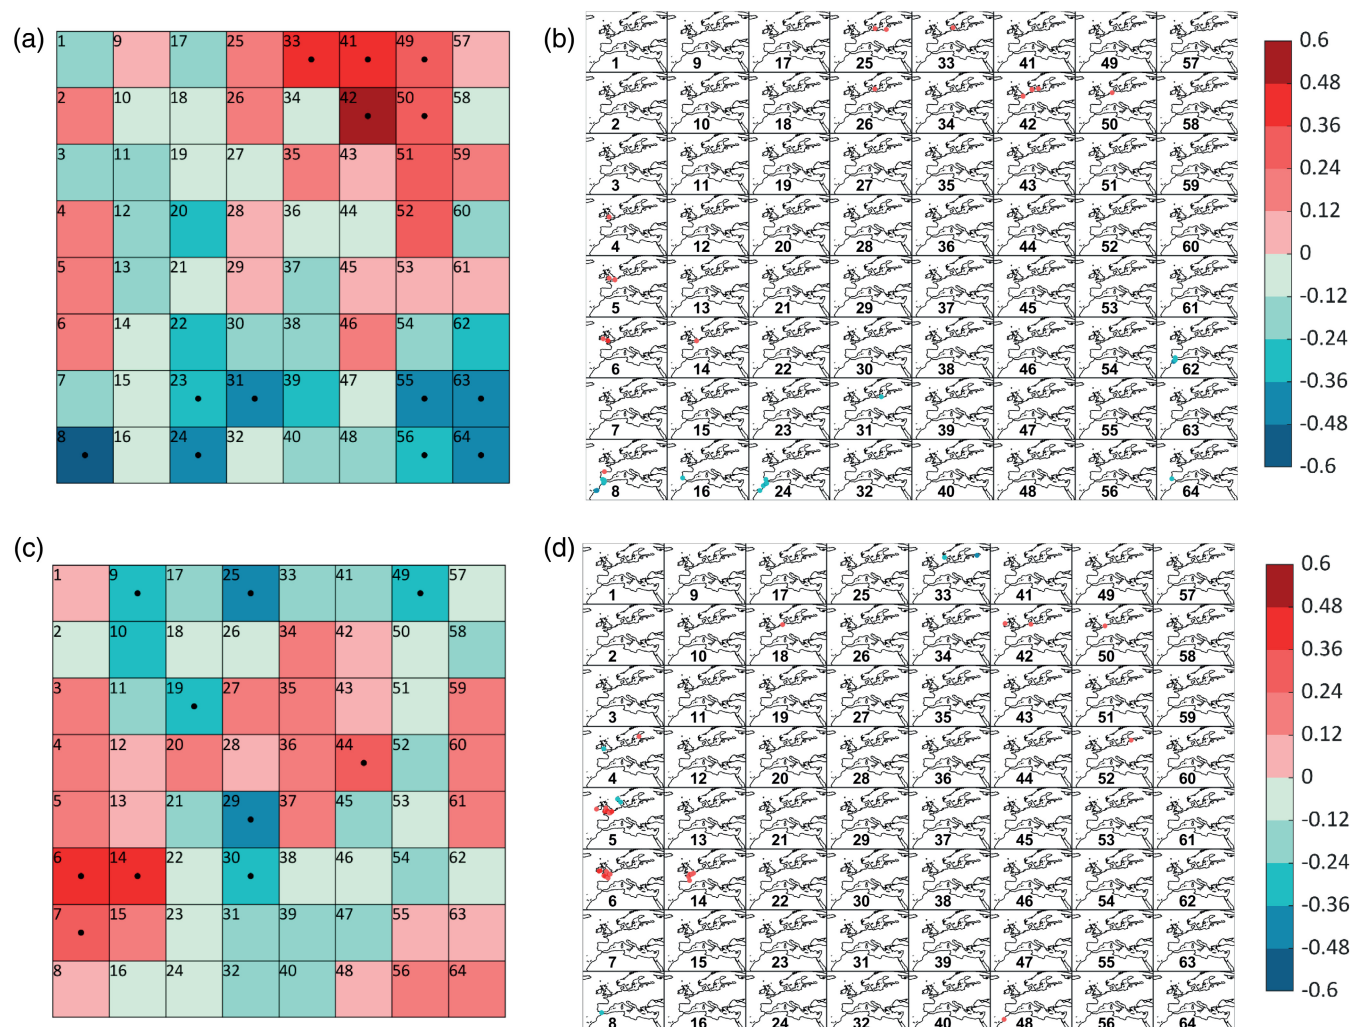 (a)
1 9 17 25 33 41 49 57
2 10 18 26 34 42 50 58
3 11 19 27 35 43 51 59
4 12 20 28 36 44 52 60
5 13 21 29 37 45 53 61
6 14 22 30 38 46 54 62
7 15 23 31 39 47 55 63
8 16 24 32 40 48 56 64
(b)
1 9 17 25 33 41 49 57
2 10 18 26 34 42 50 58
3 11 19 27 35 43 51 59
4 12 20 28 36 44 52 60
5 13 21 29 37 45 53 61
6 14 22 30 38 46 54 62
7 15 23 31 39 47 55 63
8 16 24 32 40 48 56 64
0.6
0.48
0.36
0.24
0.12
0
-0.12
-0.24
-0.36
-0.48
-0.6
(c)
1 9 17 25 33 41 49 57
2 10 18 26 34 42 50 58
3 11 19 27 35 43 51 59
4 12 20 28 36 44 52 60
5 13 21 29 37 45 53 61
6 14 22 30 38 46 54 62
7 15 23 31 39 47 55 63
8 16 24 32 40 48 56 64
(d)
1 9 17 25 33 41 49 57
2 10 18 26 34 42 50 58
3 11 19 27 35 43 51 59
4 12 20 28 36 44 52 60
5 13 21 29 37 45 53 61
6 14 22 30 38 46 54 62
7 15 23 31 39 47 55 63
8 16 24 32 40 48 56 64
0.6
0.48
0.36
0.24
0.12
0
-0.12
-0.24
-0.36
-0.48
-0.6